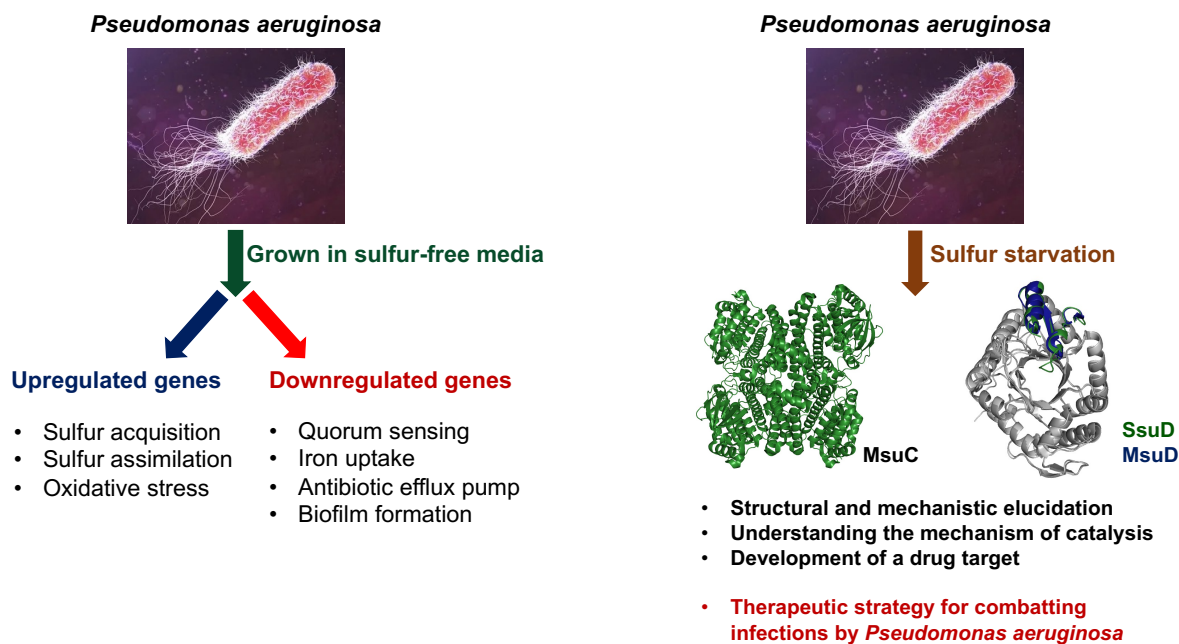 Pseudomonas aeruginosa
Grown in sulfur-free media
Upregulated genes
• Sulfur acquisition
• Sulfur assimilation
• Oxidative stress
Downregulated genes
• Quorum sensing
• Iron uptake
• Antibiotic efflux pump
• Biofilm formation
Pseudomonas aeruginosa
Sulfur starvation
MsuC
SsuD
MsuD
• Structural and mechanistic elucidation
• Understanding the mechanism of catalysis
• Development of a drug target
• Therapeutic strategy for combatting
infections by Pseudomonas aeruginosa